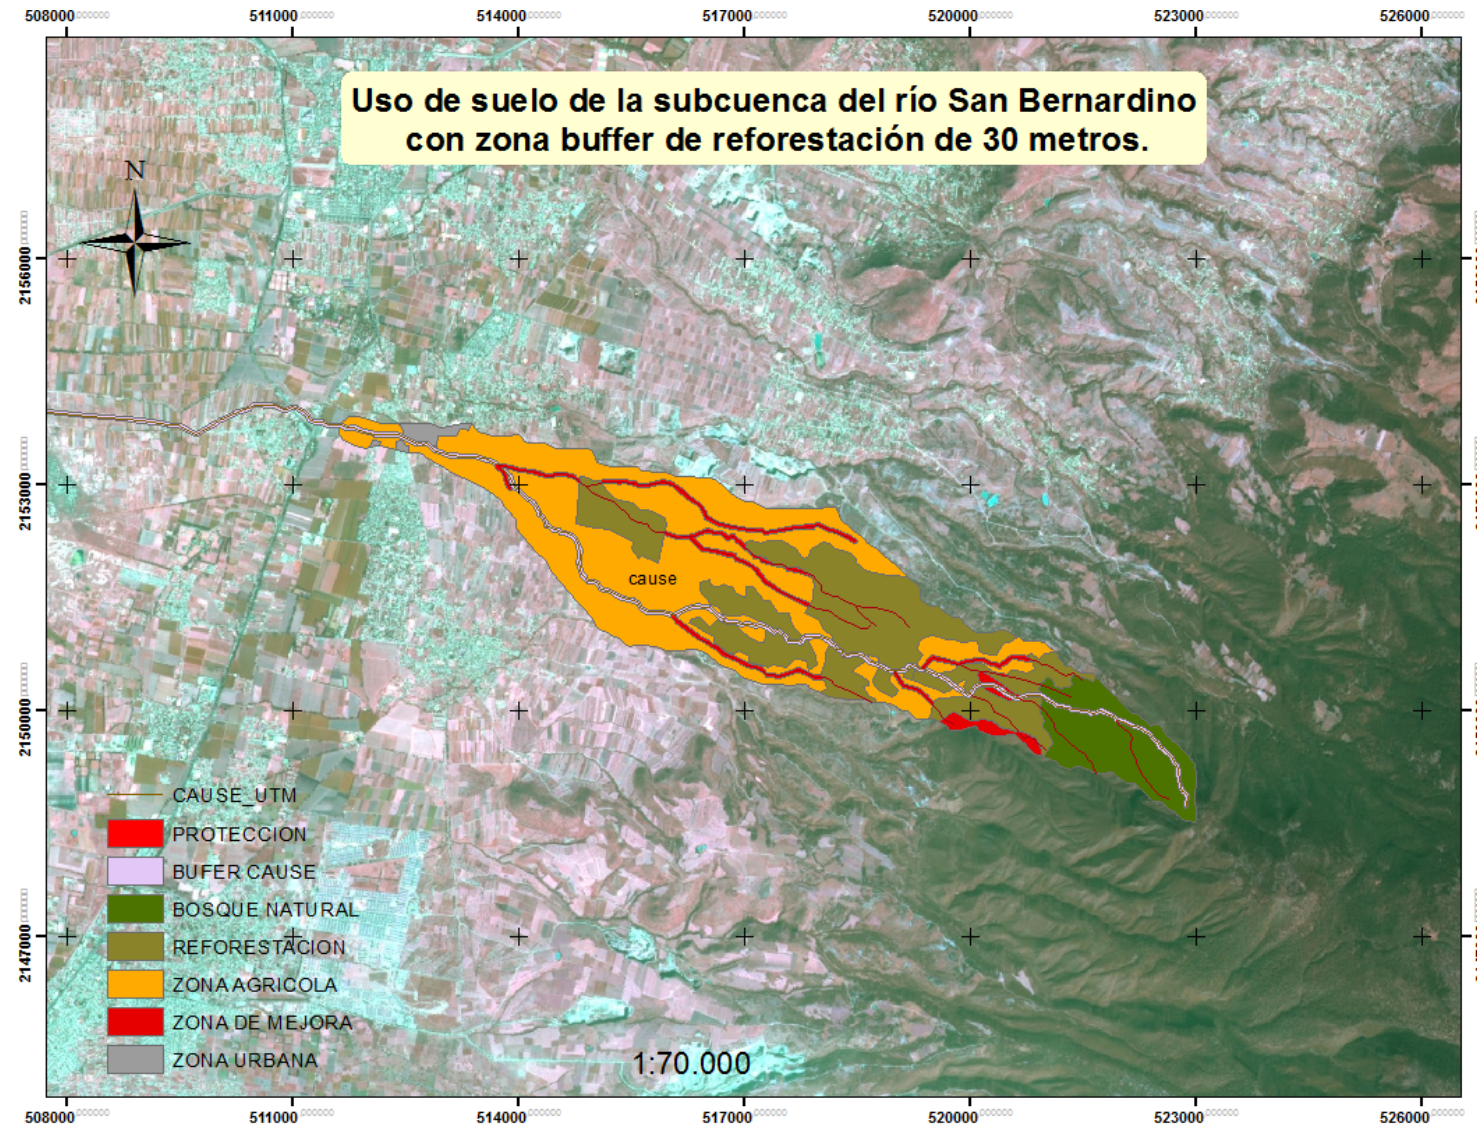 508000 511000 514000 517000 520000 523000 526000
Uso de suelo de la subcuenca del río San Bernardino
con zona buffer de reforestación de 30 metros.
N
2156000
2153000
cause
2150000
CAUSE_UTM
PROTECCION
BUFER CAUSE
BOSQUE NATURAL
REFORESTACION
2147000
ZONA AGRICOLA
ZONA DE MEJORA
ZONA URBANA
1:70.000
508000 511000 514000 517000 520000 523000 526000